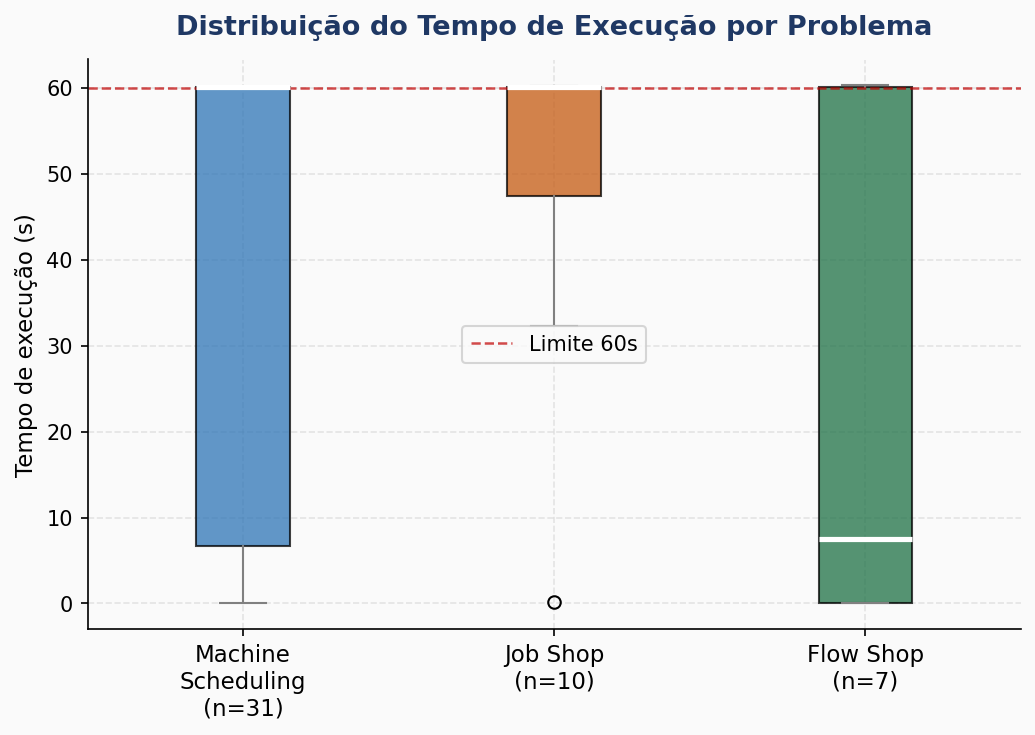 Distribuição do Tempo de Execução por Problema
Tempo de execução (s)
60
50
40
30
20
10
0
Limite 60s
Machine
Scheduling
(n=31)
Job Shop
(n=10)
Flow Shop
(n=7)